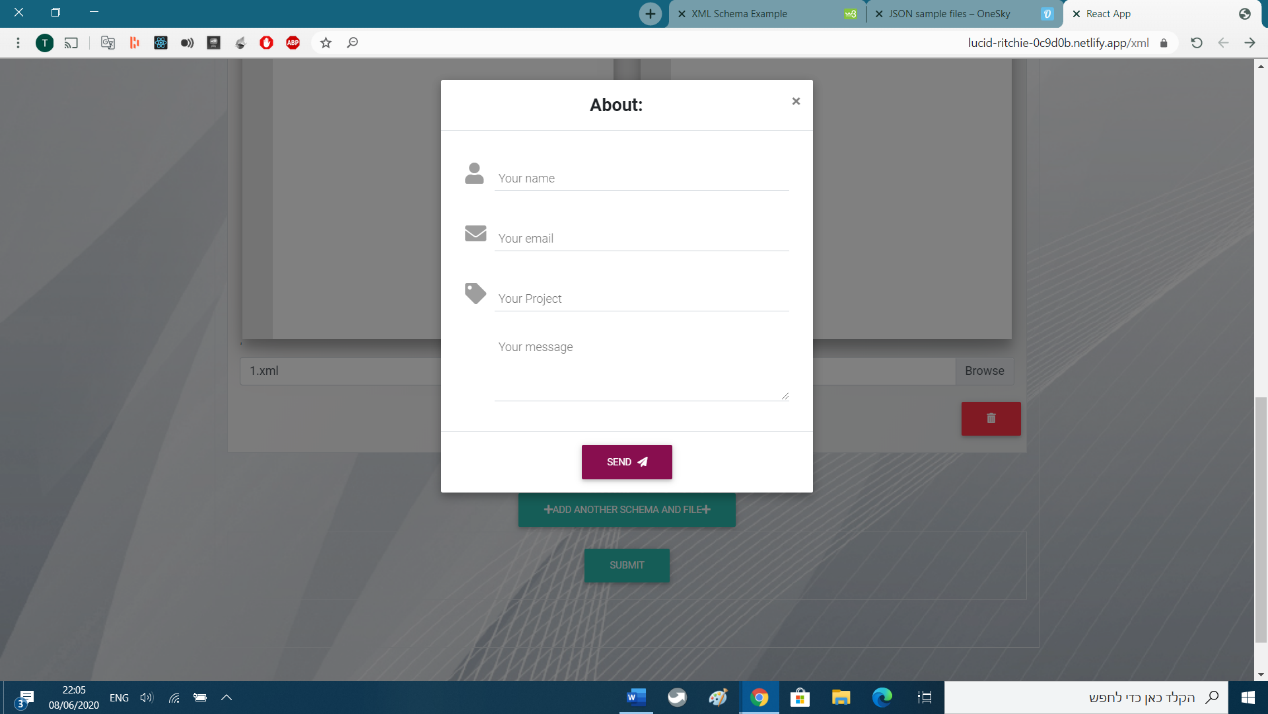 XML Schema Example
JSON sample files – OneSky
React App
T
ABP
lucid-ritchie-0c9d0b.netlify.app/xml
About:
×
Your name
Your email
Your Project
Your message
1.xml
Browse
SEND
ADD ANOTHER SCHEMA AND FILE
SUBMIT
3
22:05
08/06/2020
ENG
הקלד כאן כדי לחפש